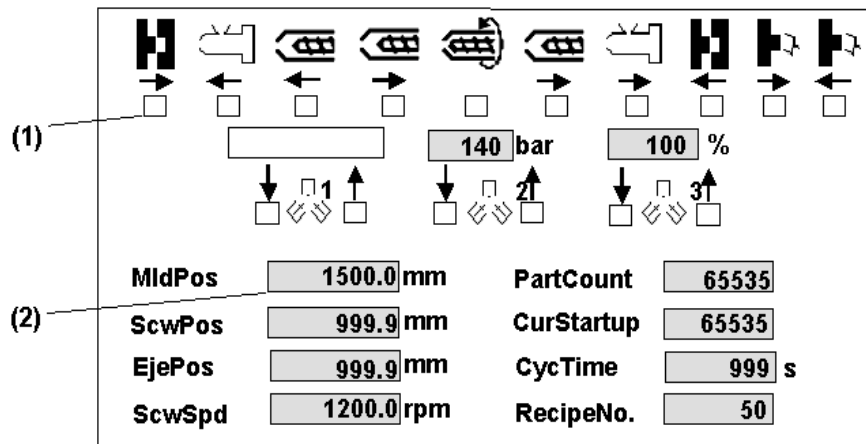 (1)
140 bar 100 %
1 2 3
(2)
MldPos 1500.0 mm PartCount 65535
ScwPos 999.9 mm CurStartup 65535
EjePos 999.9 mm CycTime 999 s
ScwSpd 1200.0 rpm RecipeNo. 50